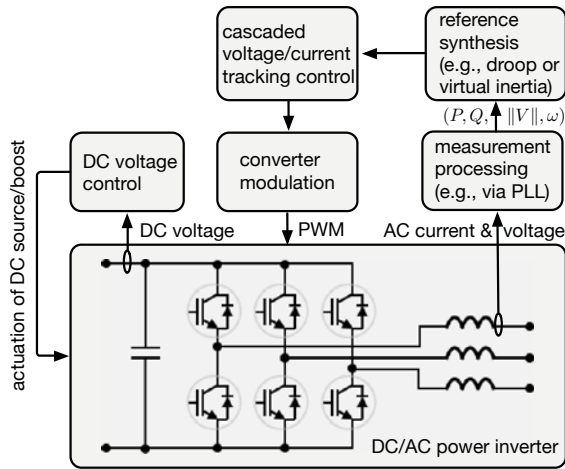 cascaded
voltage/current
tracking control
reference
synthesis
(e.g., droop or
virtual inertia)
(P, Q, ‖V‖, ω)
DC voltage
control
converter
modulation
measurement
processing
(e.g., via PLL)
DC voltage
PWM
AC current & voltage
actuation of DC source/boost
DC/AC power inverter